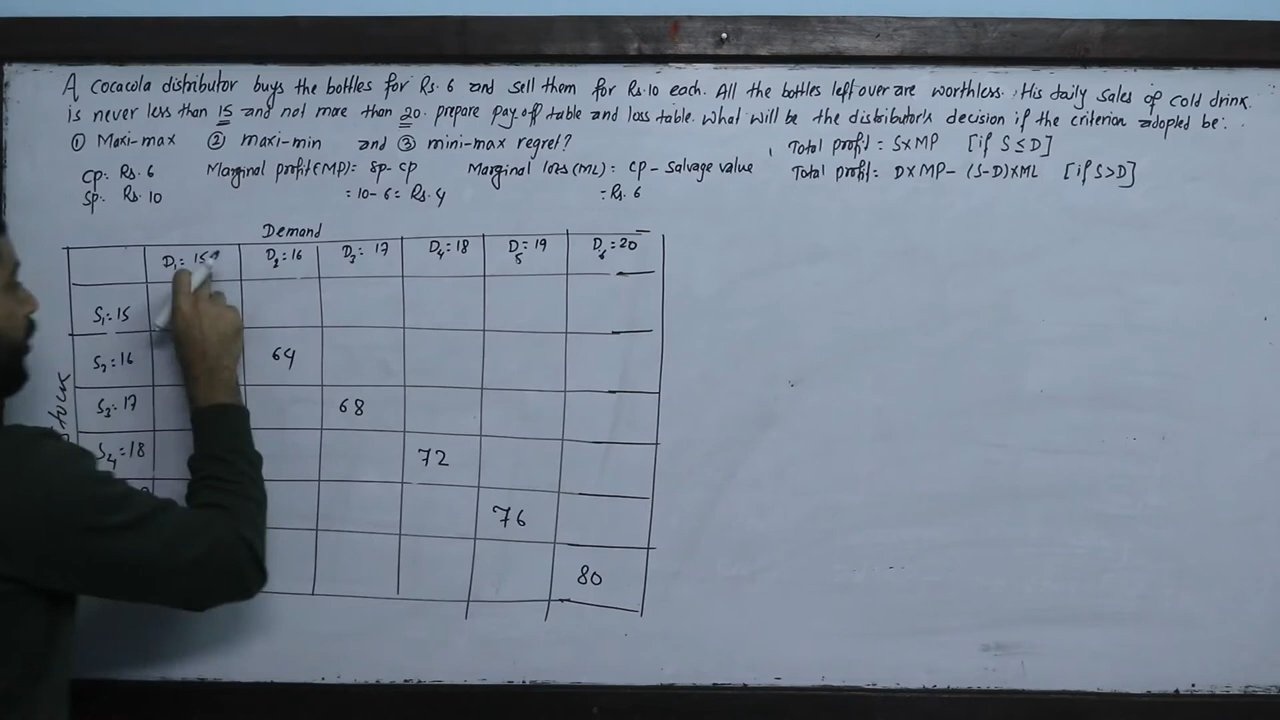 A cocacola distributor buys the bottles for Rs. 6 and sell them for Rs. 10 each. All the bottles left over are worthless. His daily sales of cold drink
is never less than 15 and not more than 20. prepare pay off table and loss table. What will be the distributor's decision if the criterion adopted be:
① Maxi-max ② maxi-min and ③ mini-max regret?
Total profit = S×MP [if S≤D]
CP: Rs. 6 Marginal profit (MP) = SP - CP Marginal loss (ML) = CP - Salvage value Total profit = D×MP - (S-D)×ML [if S>D]
SP: Rs. 10 = 10 - 6 = Rs. 4 = Rs. 6
Demand
D₁ = 15 D₂ = 16 D₃ = 17 D₄ = 18 D₅ = 19 D₆ = 20
S₁ = 15
S₂ = 16 64
S₃ = 17 68
S₄ = 18 72
76
80